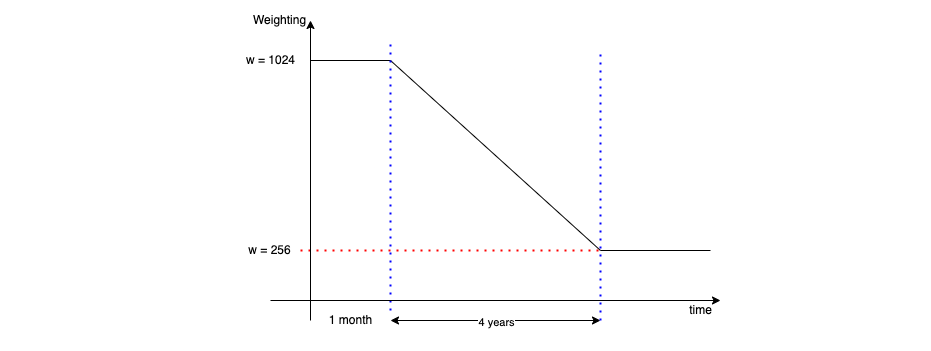 Weighting
w = 1024
w = 256
time
1 month
4 years